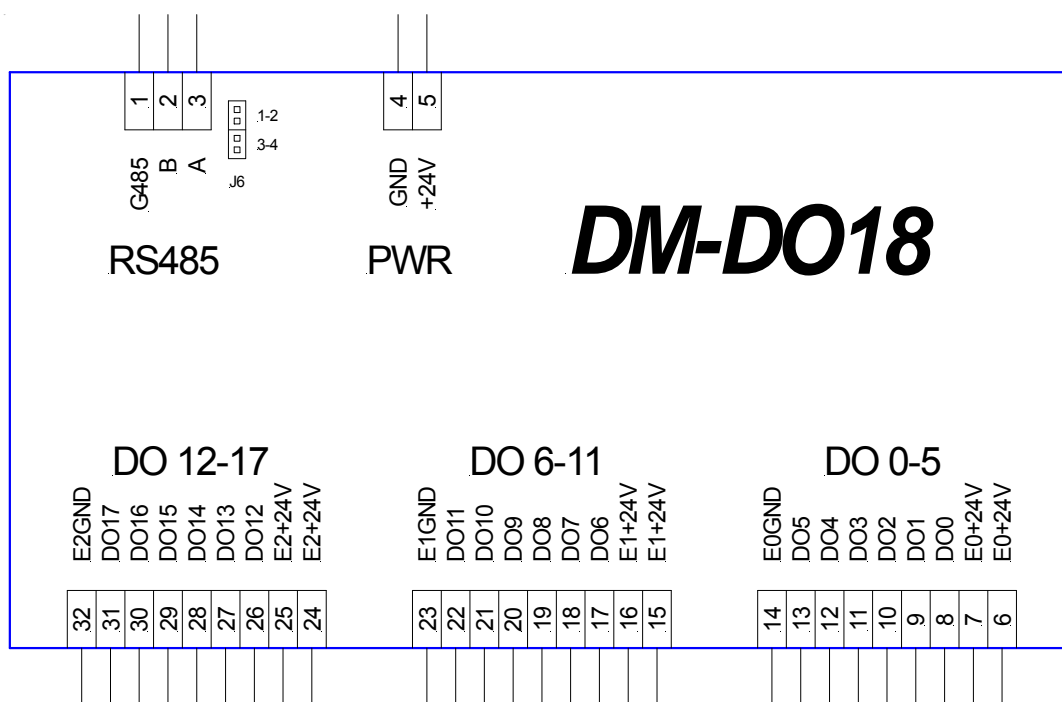 1 2 3
1-2
3-4
J6
G485 B A
RS485
4 5
GND +24V
PWR
DM-DO18
DO 12-17
E2GND DO17 DO16 DO15 DO14 DO13 DO12 E2+24V E2+24V
32 31 30 29 28 27 26 25 24
DO 6-11
E1GND DO11 DO10 DO9 DO8 DO7 DO6 E1+24V E1+24V
23 22 21 20 19 18 17 16 15
DO 0-5
E0GND DO5 DO4 DO3 DO2 DO1 DO0 E0+24V E0+24V
14 13 12 11 10 9 8 7 6